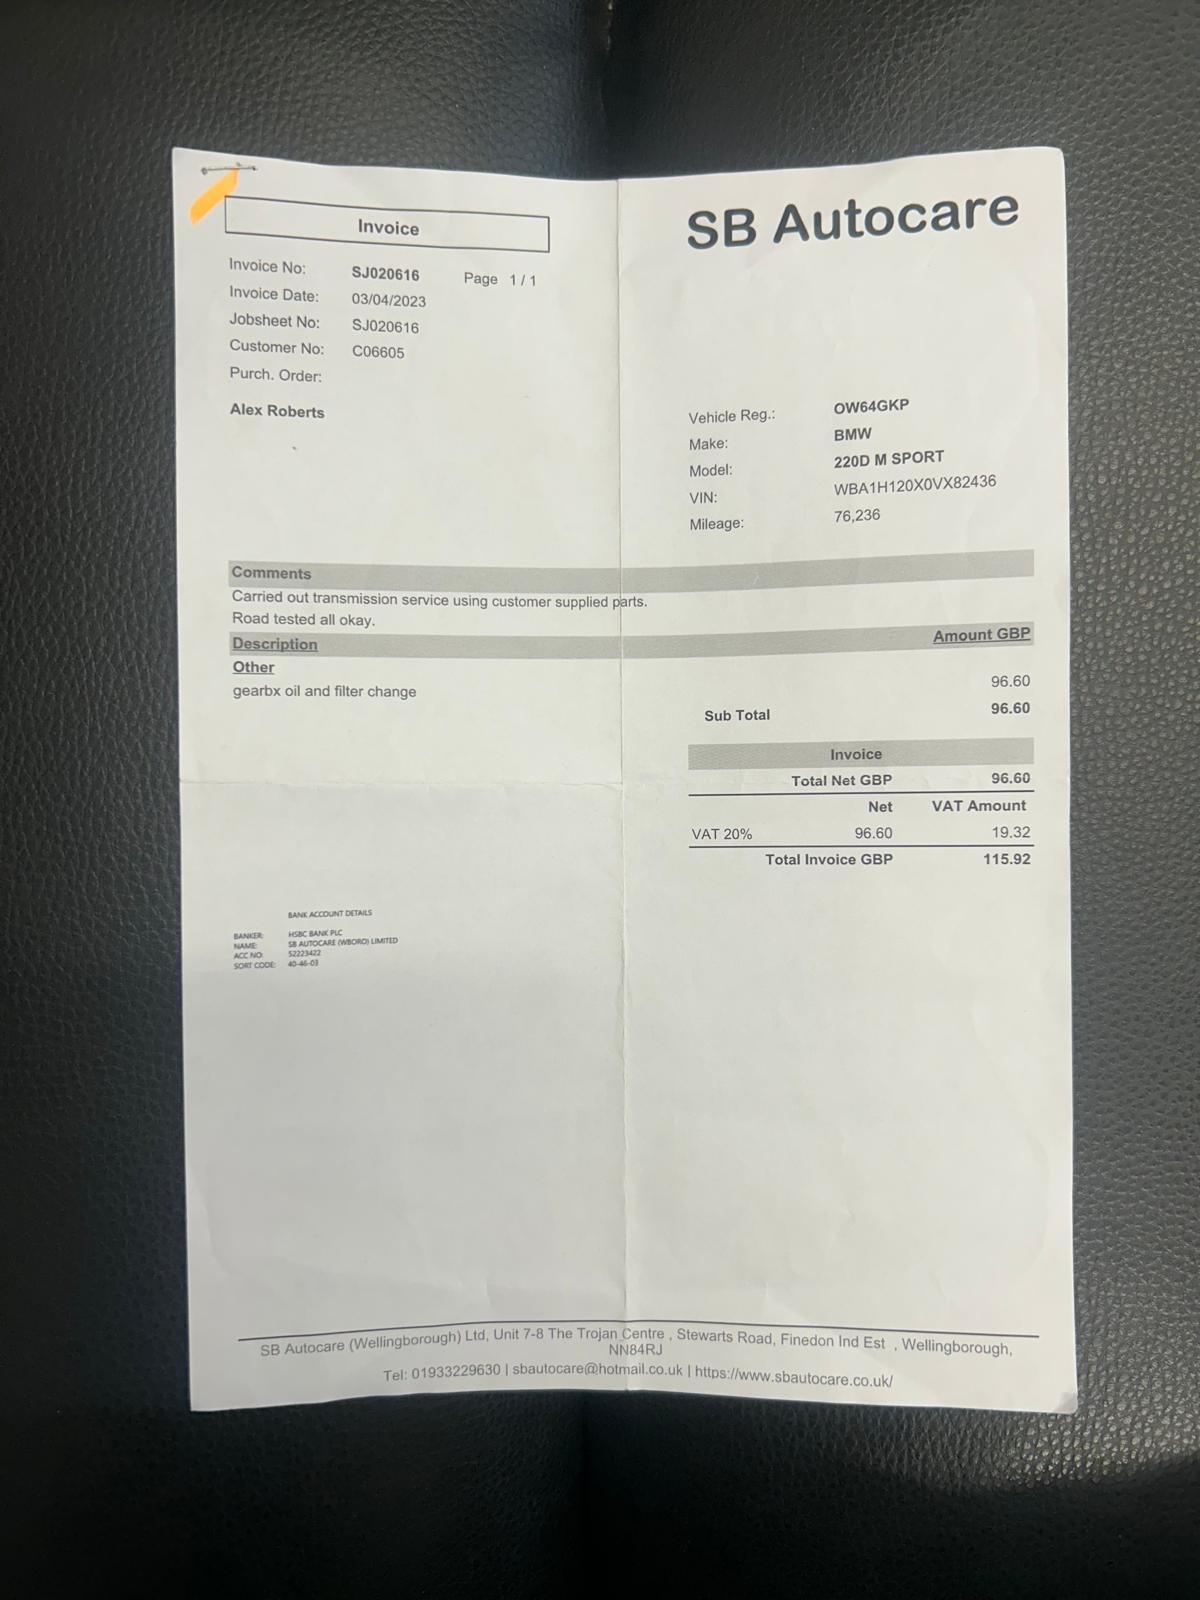 Invoice
SB Autocare
Invoice No: SJ020616 Page 1 / 1
Invoice Date: 03/04/2023
Jobsheet No: SJ020616
Customer No: C06605
Purch. Order:
Alex Roberts
Vehicle Reg.: OW64GKP
Make: BMW
Model: 220D M SPORT
VIN: WBA1H120X0VX82436
Mileage: 76,236
Comments
Carried out transmission service using customer supplied parts.
Road tested all okay.
Description Amount GBP
Other
gearbx oil and filter change 96.60
Sub Total 96.60
Invoice
Total Net GBP 96.60
Net VAT Amount
VAT 20% 96.60 19.32
Total Invoice GBP 115.92
BANK ACCOUNT DETAILS
BANKER: HSBC BANK PLC
NAME: SB AUTOCARE (WBORO) LIMITED
ACC NO: 52223422
SORT CODE: 40-46-03
SB Autocare (Wellingborough) Ltd, Unit 7-8 The Trojan Centre , Stewarts Road, Finedon Ind Est , Wellingborough,
NN84RJ
Tel: 01933229630 | sbautocare@hotmail.co.uk | https://www.sbautocare.co.uk/